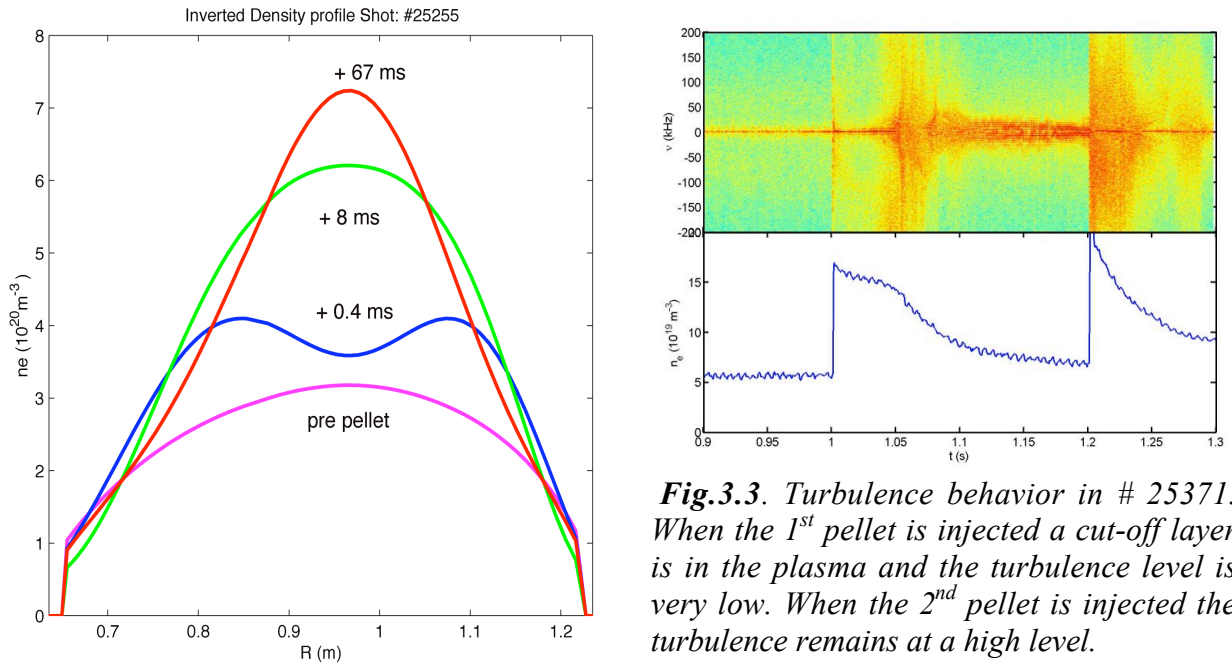 Inverted Density profile Shot: #25255
8
7
6
5
4
3
2
1
0
ne (10²⁰m⁻³)
+ 67 ms
+ 8 ms
+ 0.4 ms
pre pellet
0.7 0.8 0.9 1 1.1 1.2
R (m)
200
150
100
50
0
-50
-100
-150
-200
ν (kHz)
20
15
10
5
0
n_e (10¹⁹ m⁻³)
0.9 0.95 1 1.05 1.1 1.15 1.2 1.25 1.3
t (s)
Fig.3.3. Turbulence behavior in # 25371.
When the 1ˢᵗ pellet is injected a cut-off layer
is in the plasma and the turbulence level is
very low. When the 2ⁿᵈ pellet is injected the
turbulence remains at a high level.